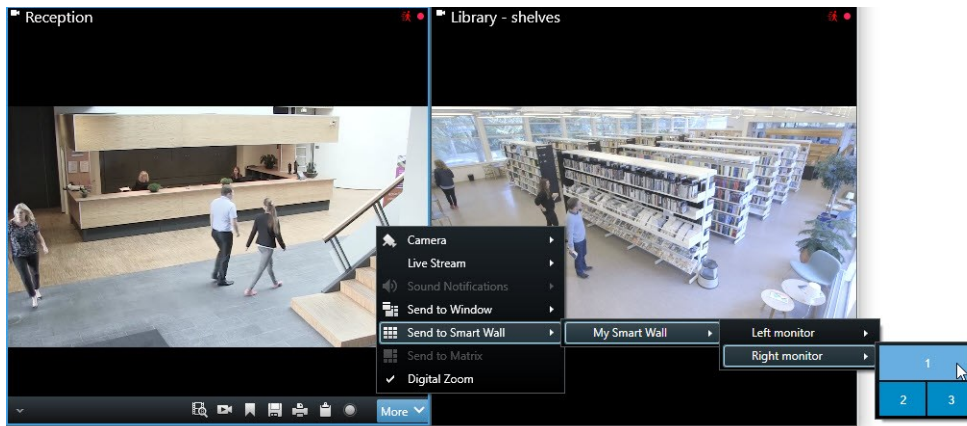 Reception
Library - shelves
Camera
Live Stream
Sound Notifications
Send to Window
Send to Smart Wall
My Smart Wall
Left monitor
Send to Matrix
Right monitor
1
Digital Zoom
2 3
More